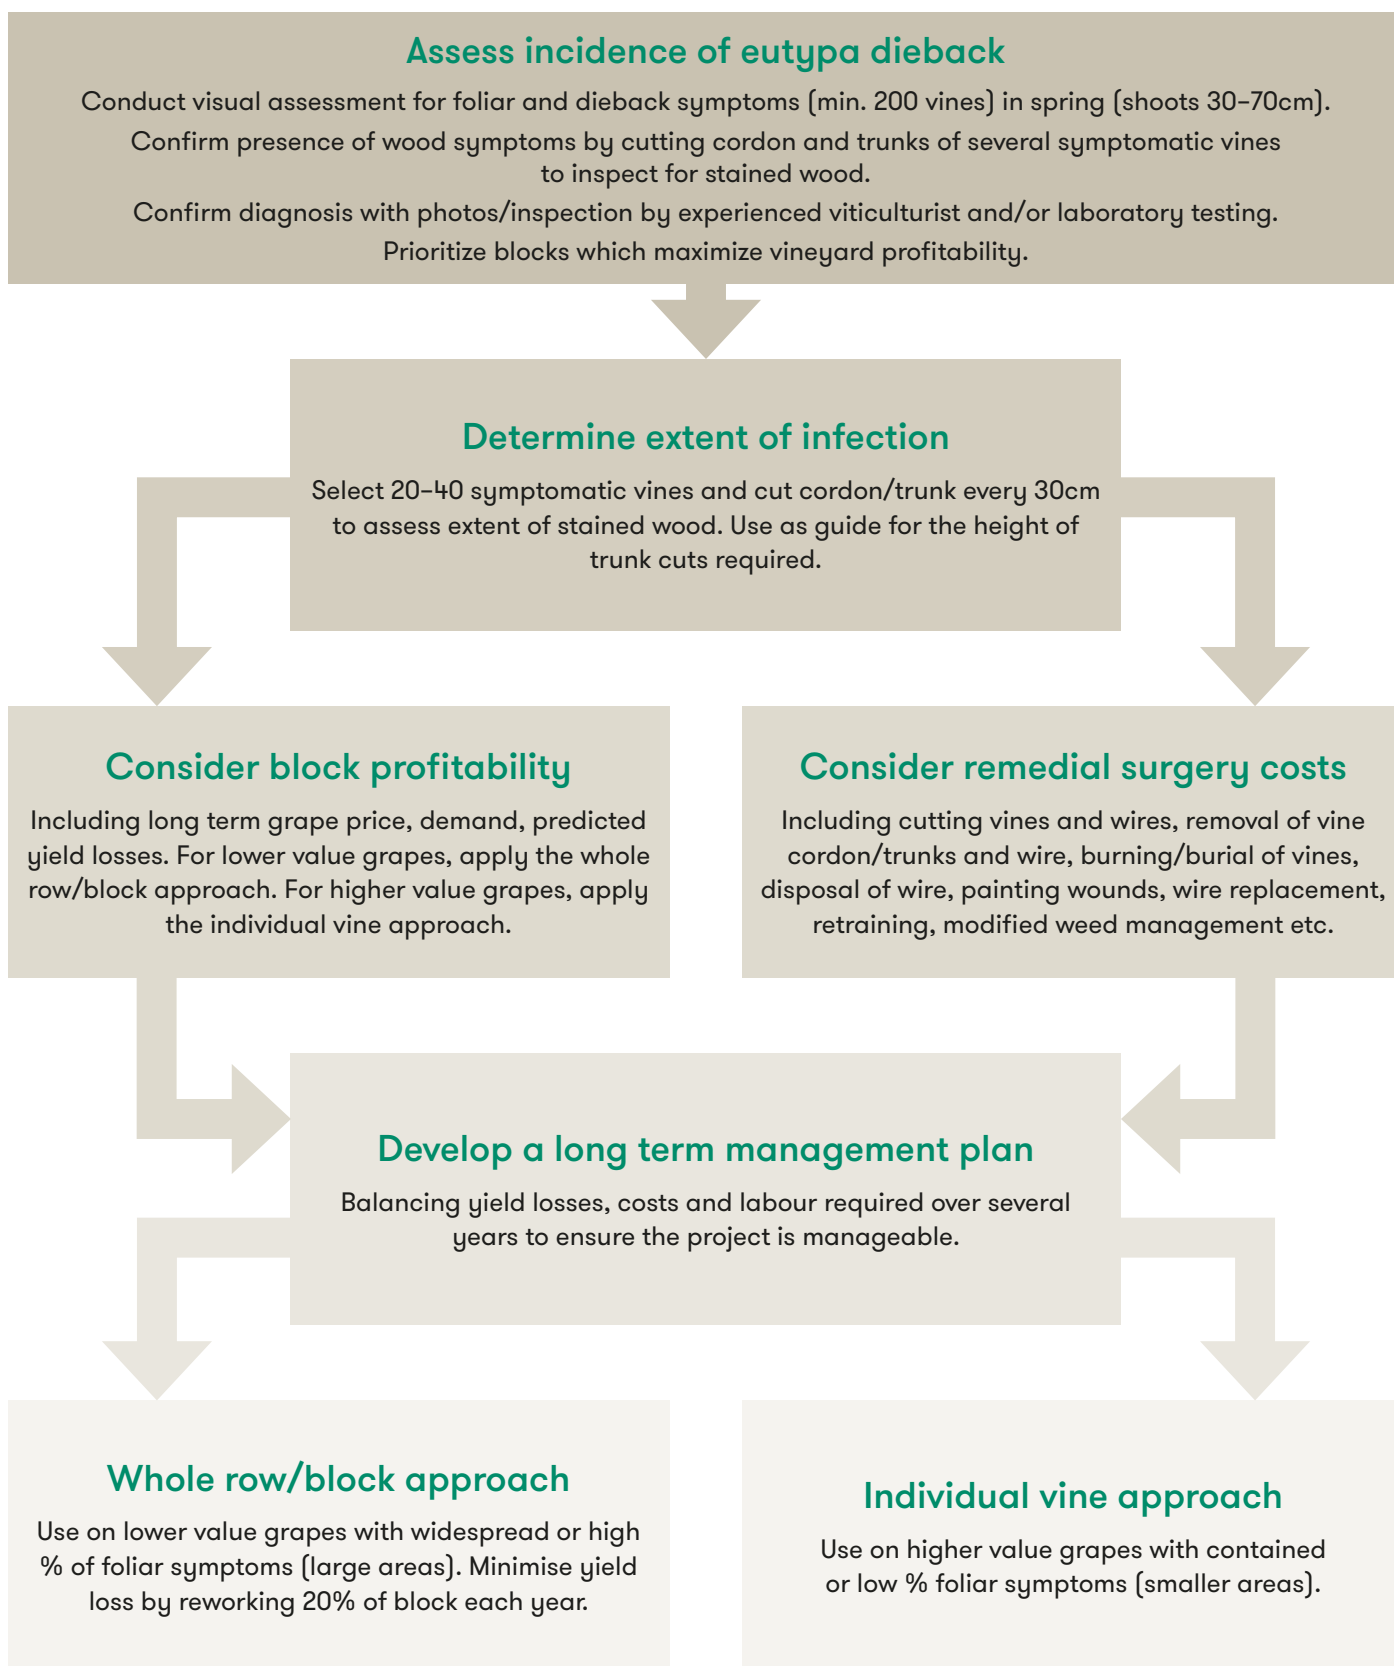 Assess incidence of eutypa dieback
Conduct visual assessment for foliar and dieback symptoms (min. 200 vines) in spring (shoots 30–70cm).
Confirm presence of wood symptoms by cutting cordon and trunks of several symptomatic vines
to inspect for stained wood.
Confirm diagnosis with photos/inspection by experienced viticulturist and/or laboratory testing.
Prioritize blocks which maximize vineyard profitability.
Determine extent of infection
Select 20–40 symptomatic vines and cut cordon/trunk every 30cm
to assess extent of stained wood. Use as guide for the height of
trunk cuts required.
Consider block profitability
Including long term grape price, demand, predicted
yield losses. For lower value grapes, apply the whole
row/block approach. For higher value grapes, apply
the individual vine approach.
Consider remedial surgery costs
Including cutting vines and wires, removal of vine
cordon/trunks and wire, burning/burial of vines,
disposal of wire, painting wounds, wire replacement,
retraining, modified weed management etc.
Develop a long term management plan
Balancing yield losses, costs and labour required over several
years to ensure the project is manageable.
Whole row/block approach
Use on lower value grapes with widespread or high
% of foliar symptoms (large areas). Minimise yield
loss by reworking 20% of block each year.
Individual vine approach
Use on higher value grapes with contained
or low % foliar symptoms (smaller areas).